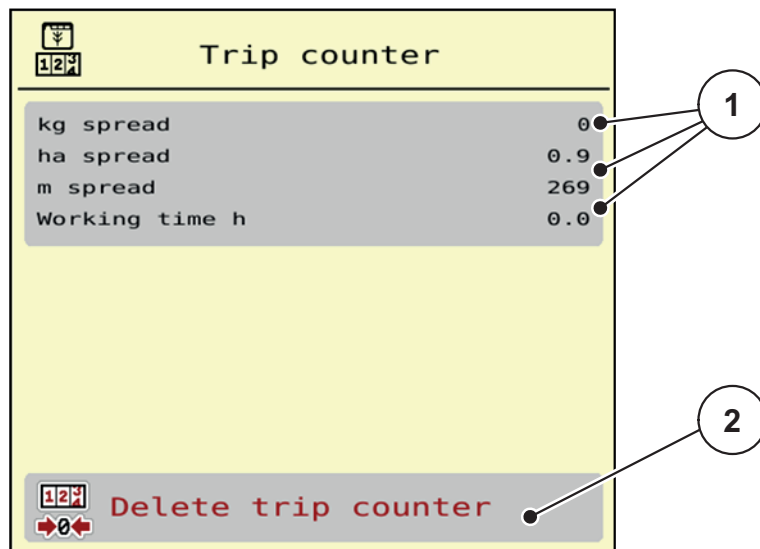 Trip counter
kg spread 0
ha spread 0.9
m spread 269
Working time h 0.0
1
2
Delete trip counter
0